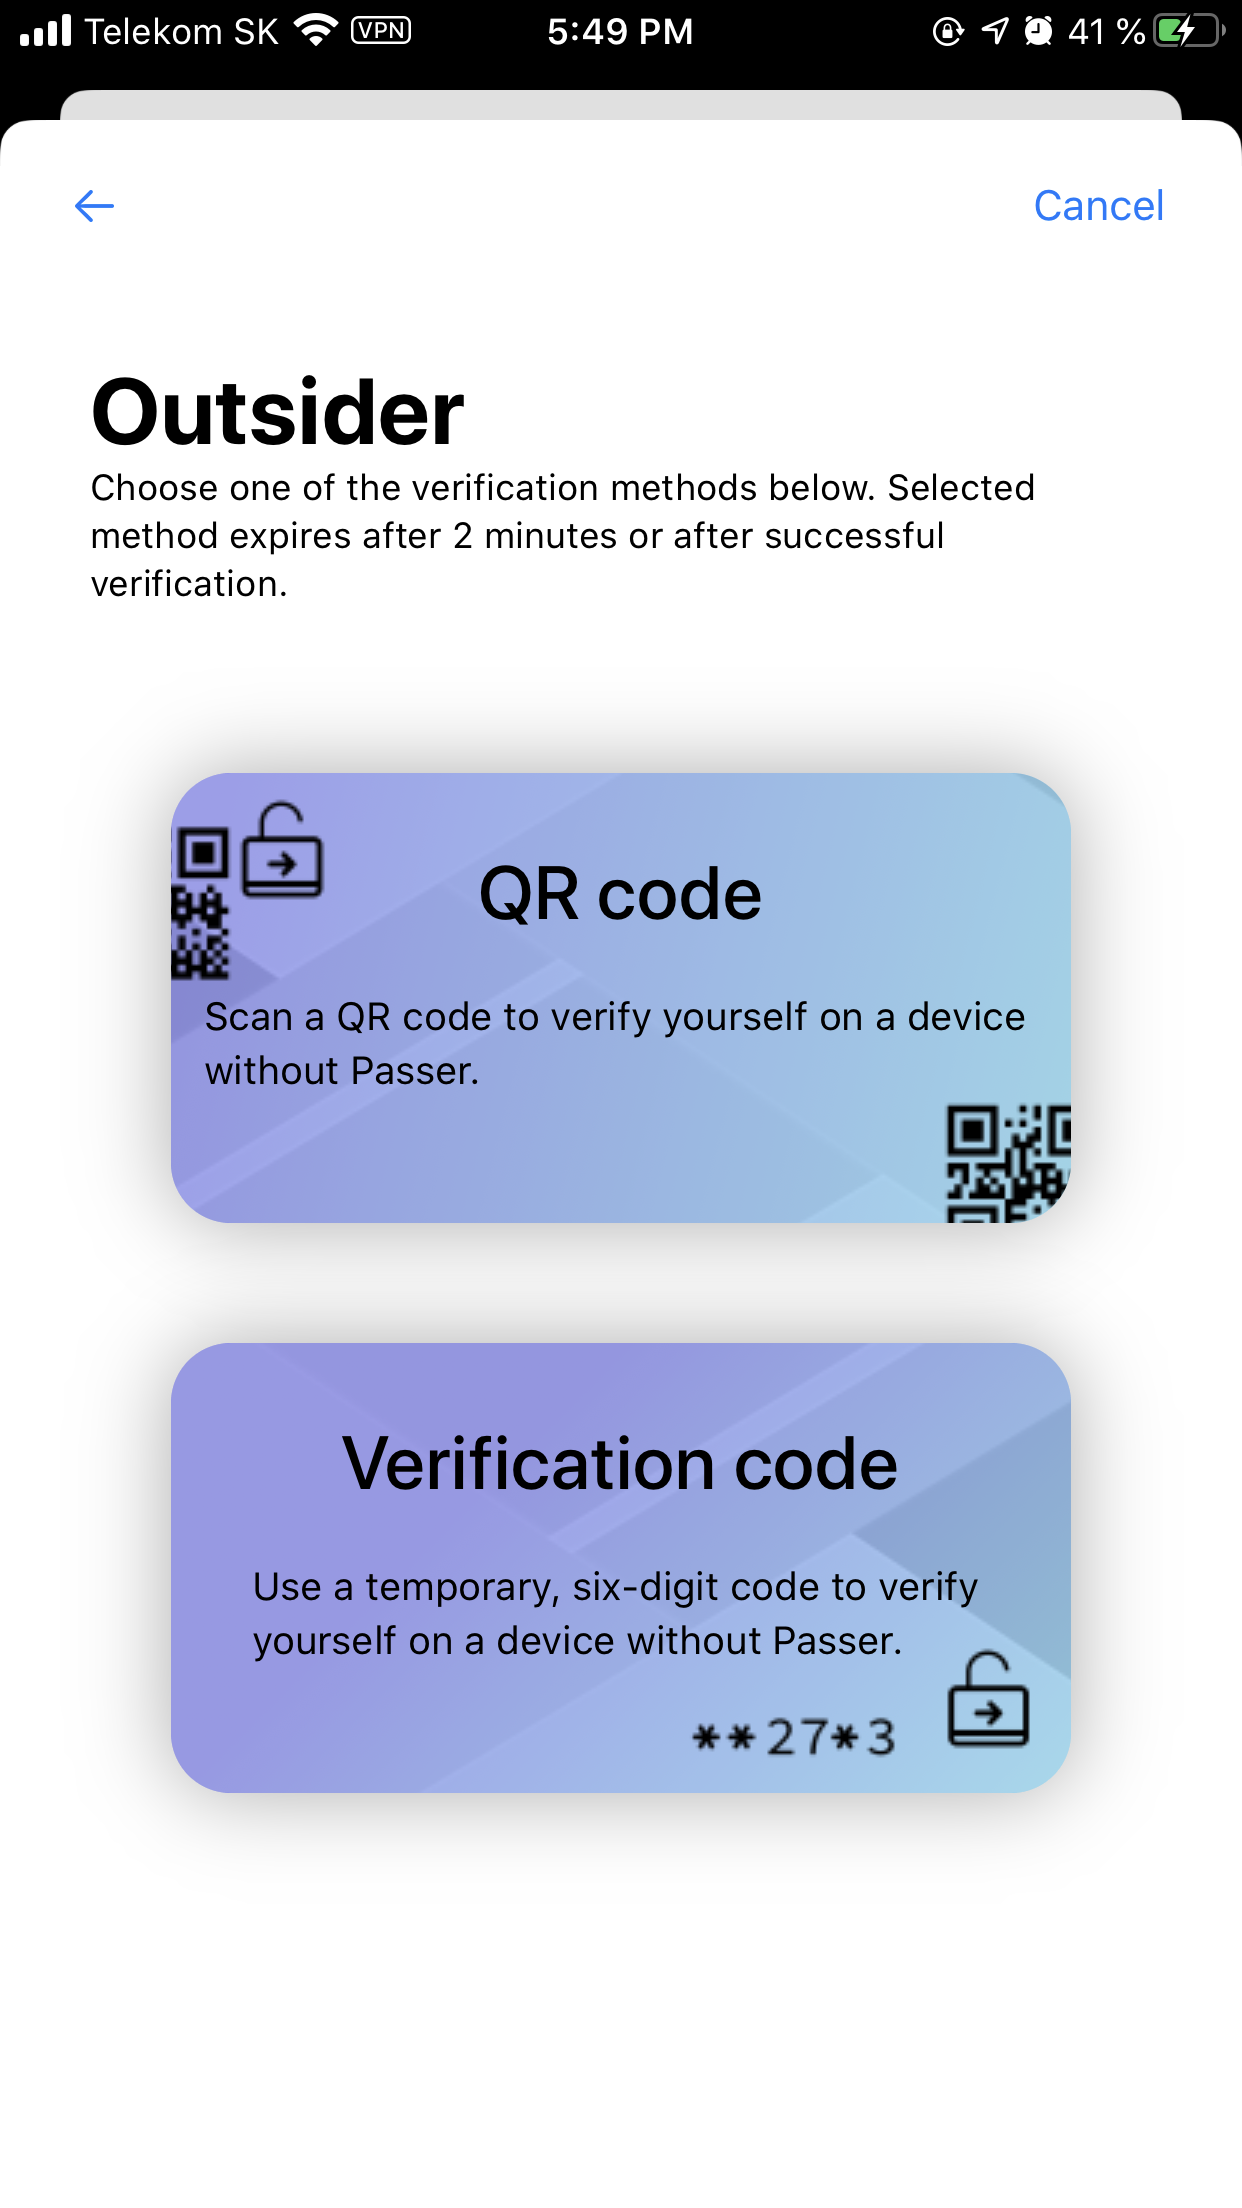 Telekom SK VPN 5:49 PM 41 %
Cancel
Outsider
Choose one of the verification methods below. Selected
method expires after 2 minutes or after successful
verification.
QR code
Scan a QR code to verify yourself on a device
without Passer.
Verification code
Use a temporary, six-digit code to verify
yourself on a device without Passer.
**27*3